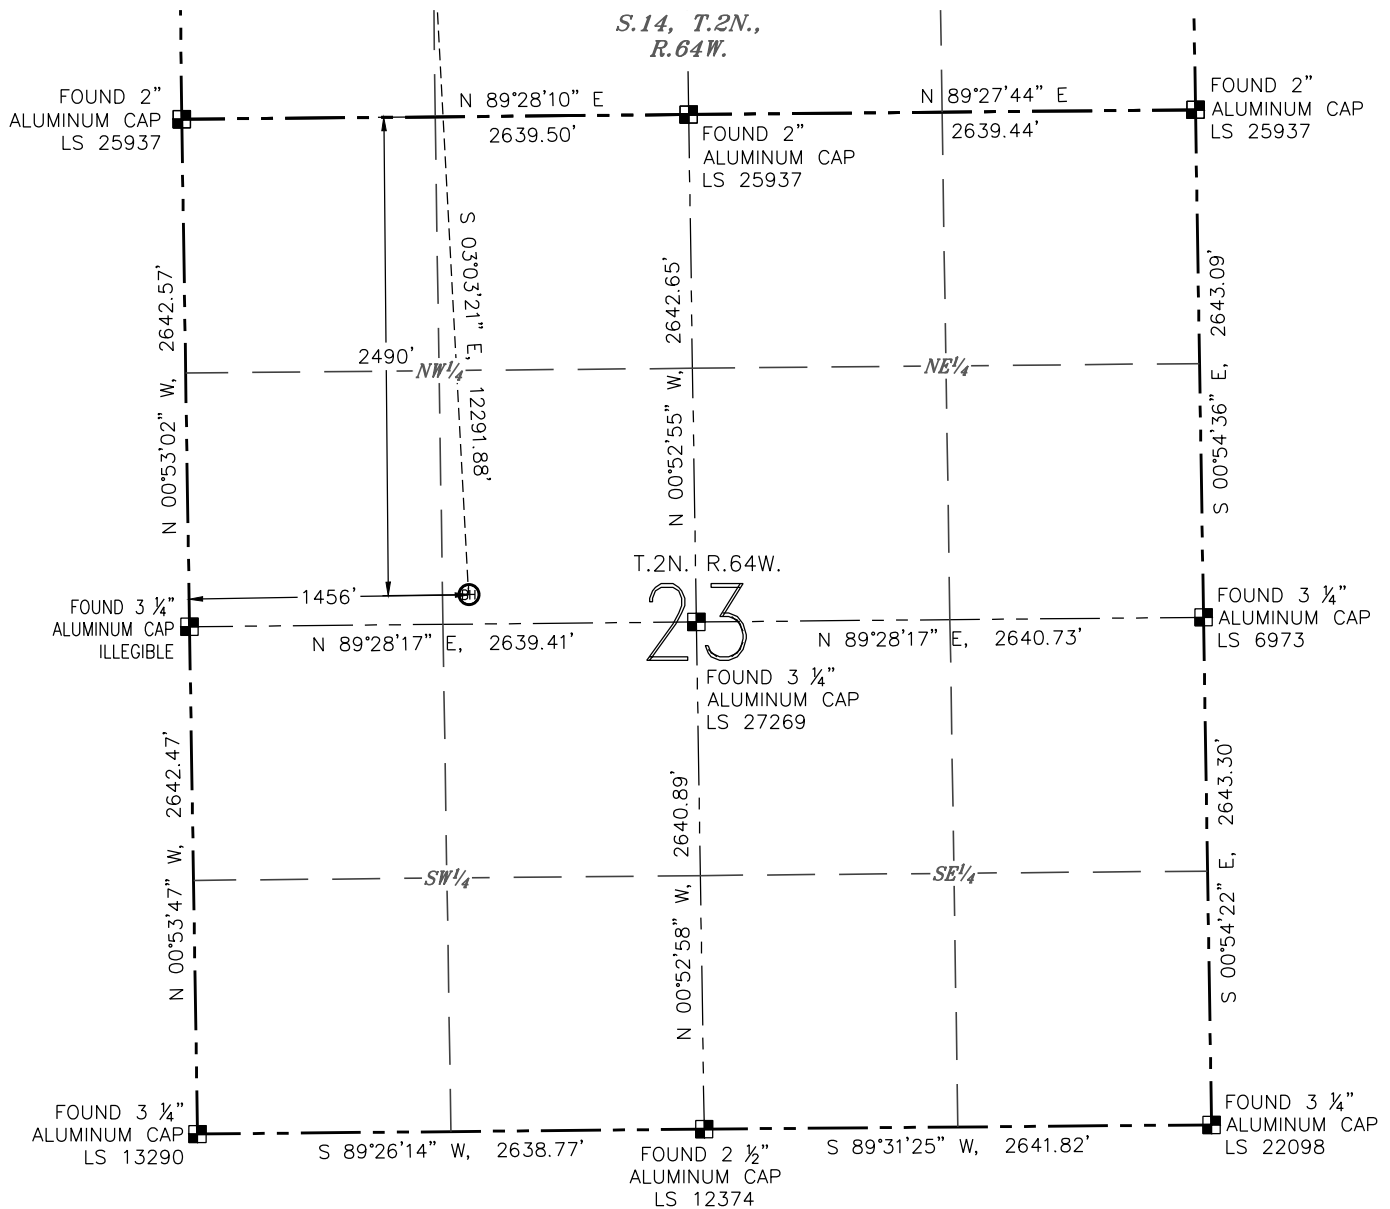 S.14, T.2N.,
R.64W.
FOUND 2"
ALUMINUM CAP
LS 25937
N 89°28'10" E
2639.50'
FOUND 2"
ALUMINUM CAP
LS 25937
N 89°27'44" E
2639.44'
FOUND 2"
ALUMINUM CAP
LS 25937
N 00°53'02" W, 2642.57'
2490'
S 03°03'21" E, 12291.88'
NW¼
N 00°52'55" W, 2642.65'
NE¼
S 00°54'36" E, 2643.09'
T.2N. R.64W.
23
1456'
FOUND 3 ¼"
ALUMINUM CAP
ILLEGIBLE
N 89°28'17" E, 2639.41'
FOUND 3 ¼"
ALUMINUM CAP
LS 27269
N 89°28'17" E, 2640.73'
FOUND 3 ¼"
ALUMINUM CAP
LS 6973
N 00°53'47" W, 2642.47'
SW¼
N 00°52'58" W, 2640.89'
SE¼
S 00°54'22" E, 2643.30'
FOUND 3 ¼"
ALUMINUM CAP
LS 13290
S 89°26'14" W, 2638.77'
FOUND 2 ½"
ALUMINUM CAP
LS 12374
S 89°31'25" W, 2641.82'
FOUND 3 ¼"
ALUMINUM CAP
LS 22098